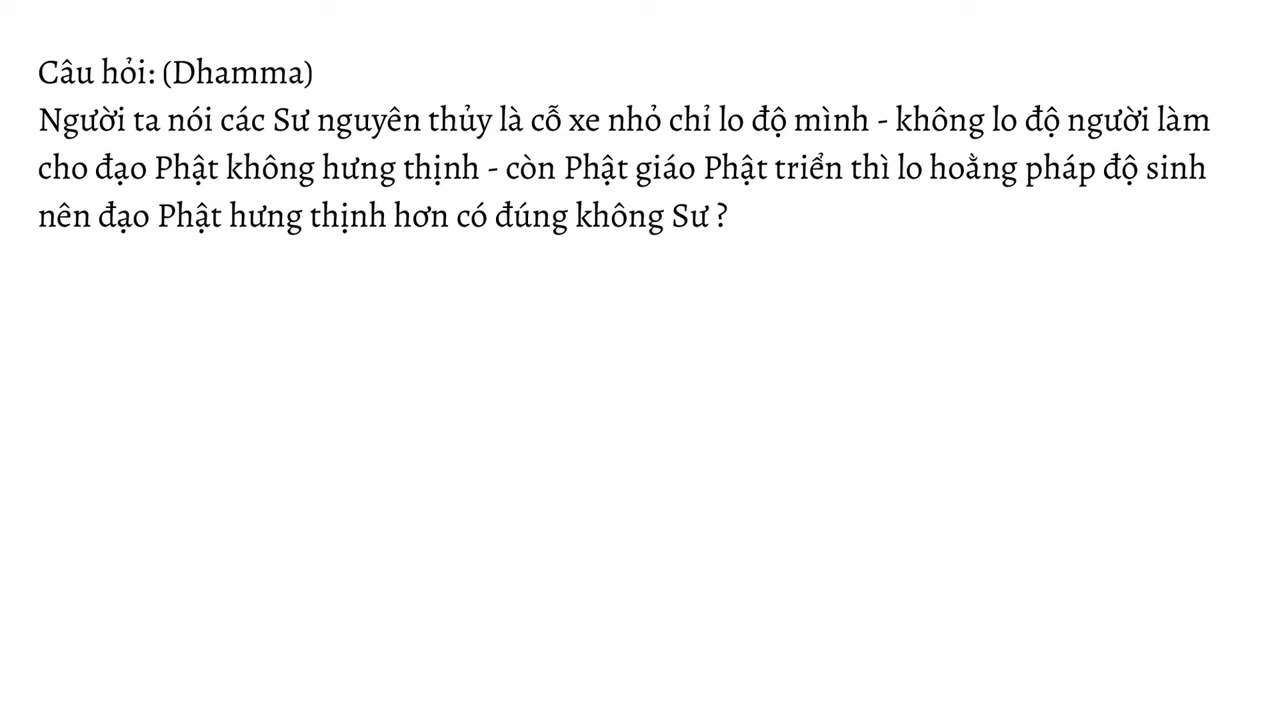 Câu hỏi: (Dhamma)
Người ta nói các Sư nguyên thủy là cỗ xe nhỏ chỉ lo độ mình - không lo độ người làm
cho đạo Phật không hưng thịnh - còn Phật giáo Phật triển thì lo hoằng pháp độ sinh
nên đạo Phật hưng thịnh hơn có đúng không Sư ?